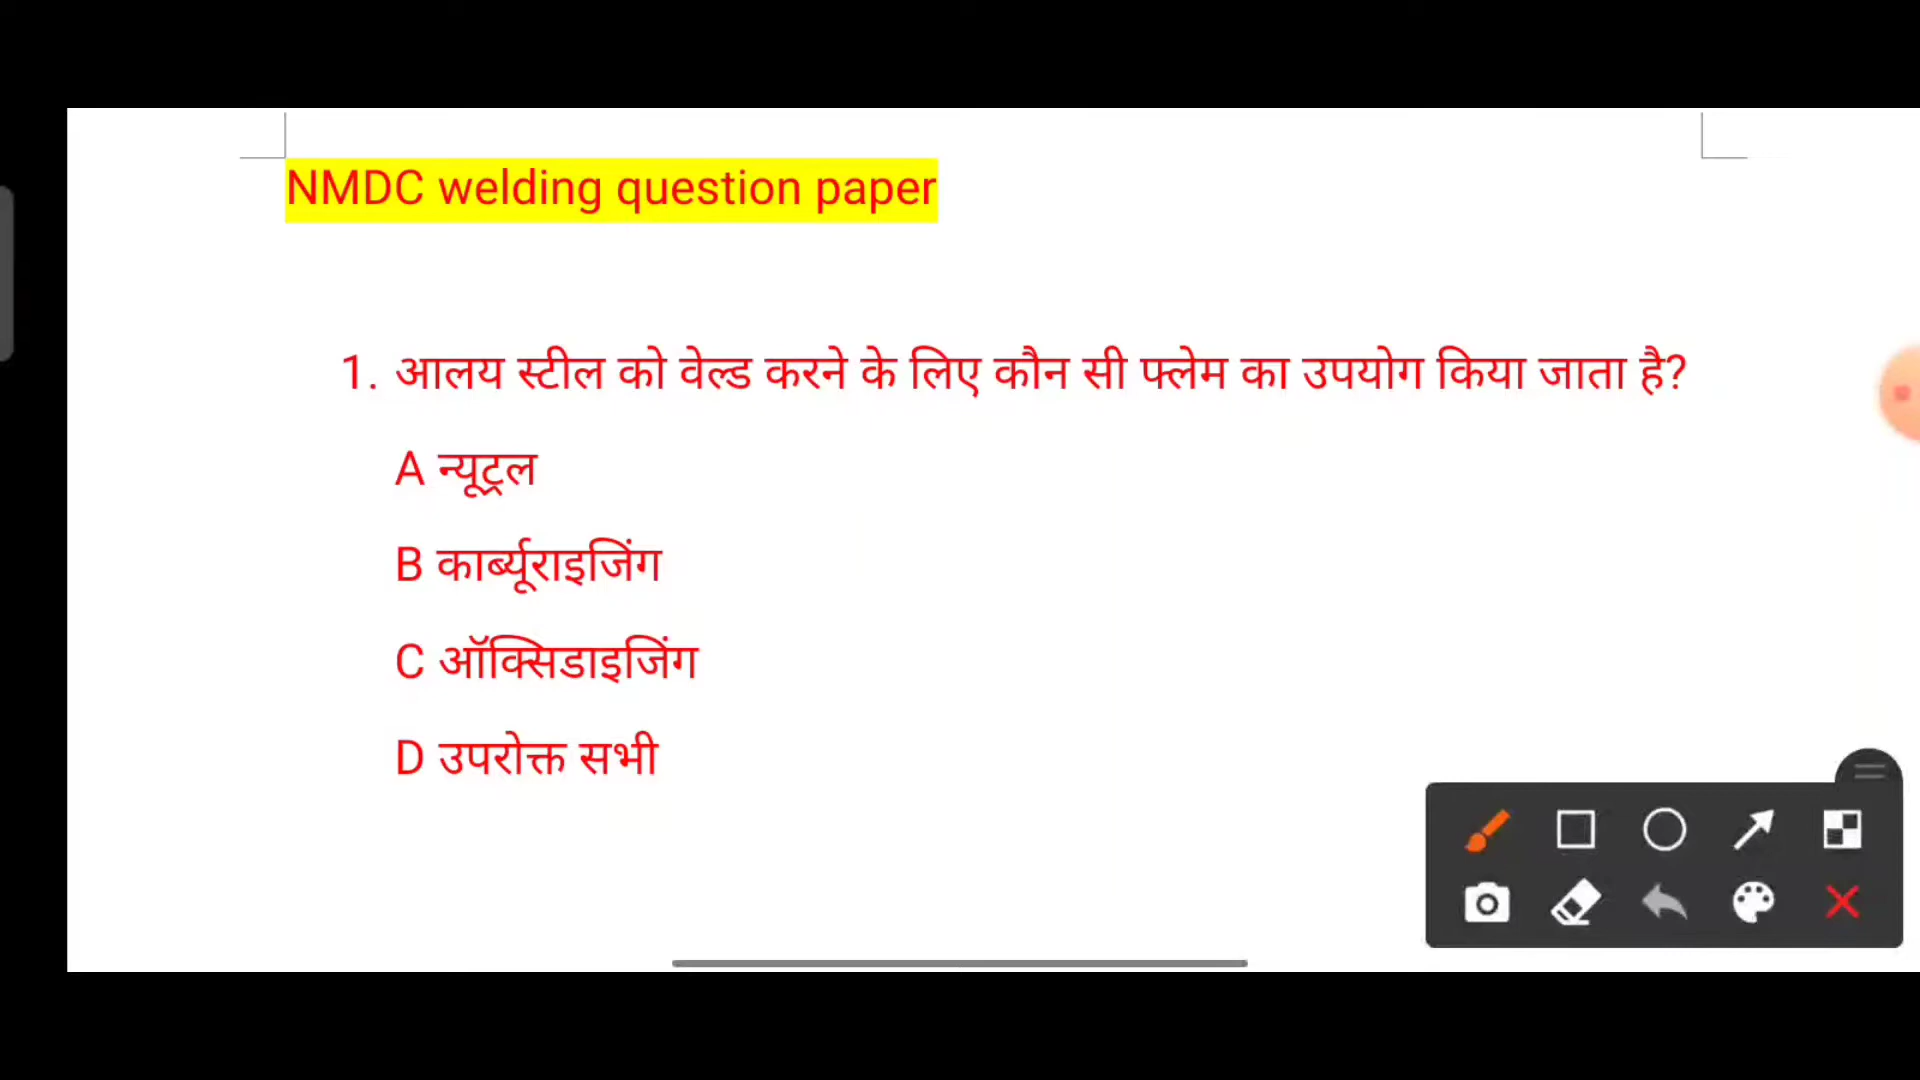 NMDC welding question paper
1. आलय स्टील को वेल्ड करने के लिए कौन सी फ्लेम का उपयोग किया जाता है?
A न्यूट्रल
B कार्ब्यूराइजिंग
C ऑक्सिडाइजिंग
D उपरोक्त सभी